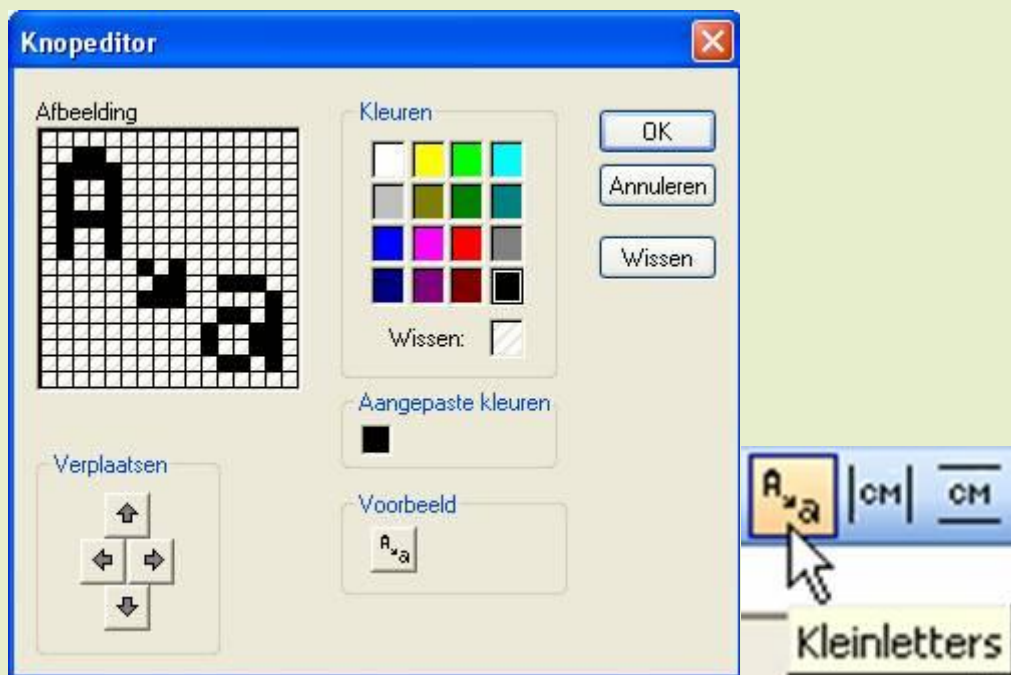 Knopeditor
Afbeelding
Kleuren
OK
Annuleren
Wissen
Wissen:
Aangepaste kleuren
Verplaatsen
Voorbeeld
A a
A a
A a
CM
CM
Kleinletters